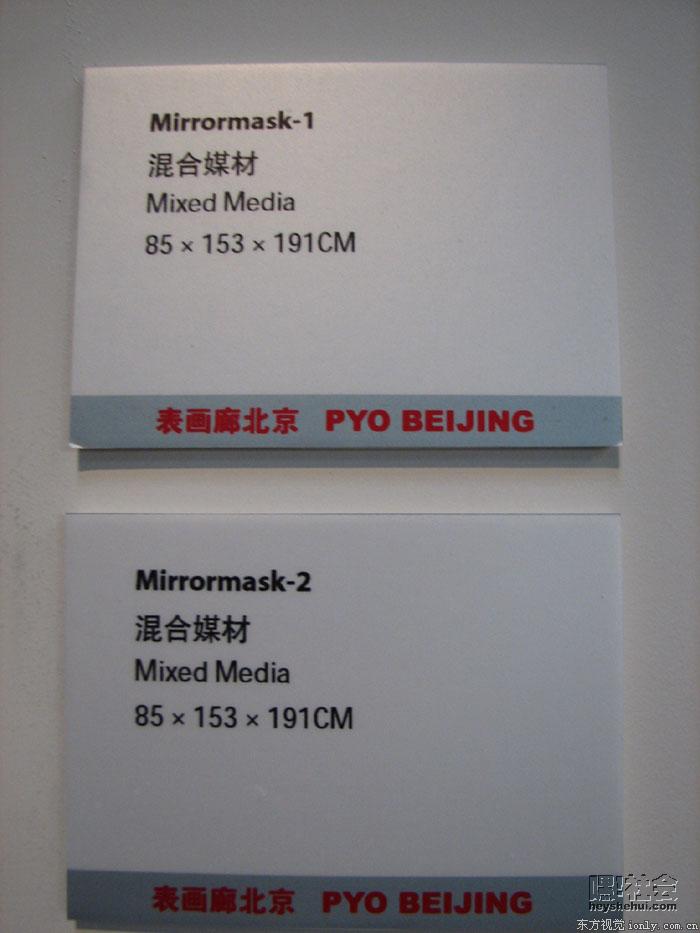 Mirrormask-1
混合媒材
Mixed Media
85 × 153 × 191CM
表画廊北京 PYO BEIJING
Mirrormask-2
混合媒材
Mixed Media
85 × 153 × 191CM
表画廊北京 PYO BEIJING
嘿社会
heyshehui.com
东方视觉 ionly.com.cn